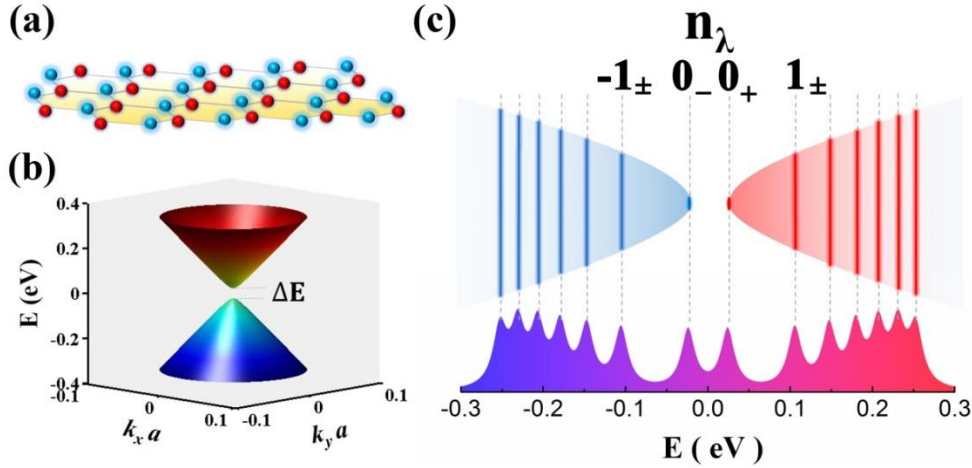 (a)
(b)
0.4
0.2
0
-0.2
-0.4
E (eV)
ΔE
-0.1
0
0.1
kₓ a
-0.1
0
0.1
k_y a
(c)
n_λ
-1± 0₋ 0₊ 1±
-0.3 -0.2 -0.1 0.0 0.1 0.2 0.3
E ( eV )